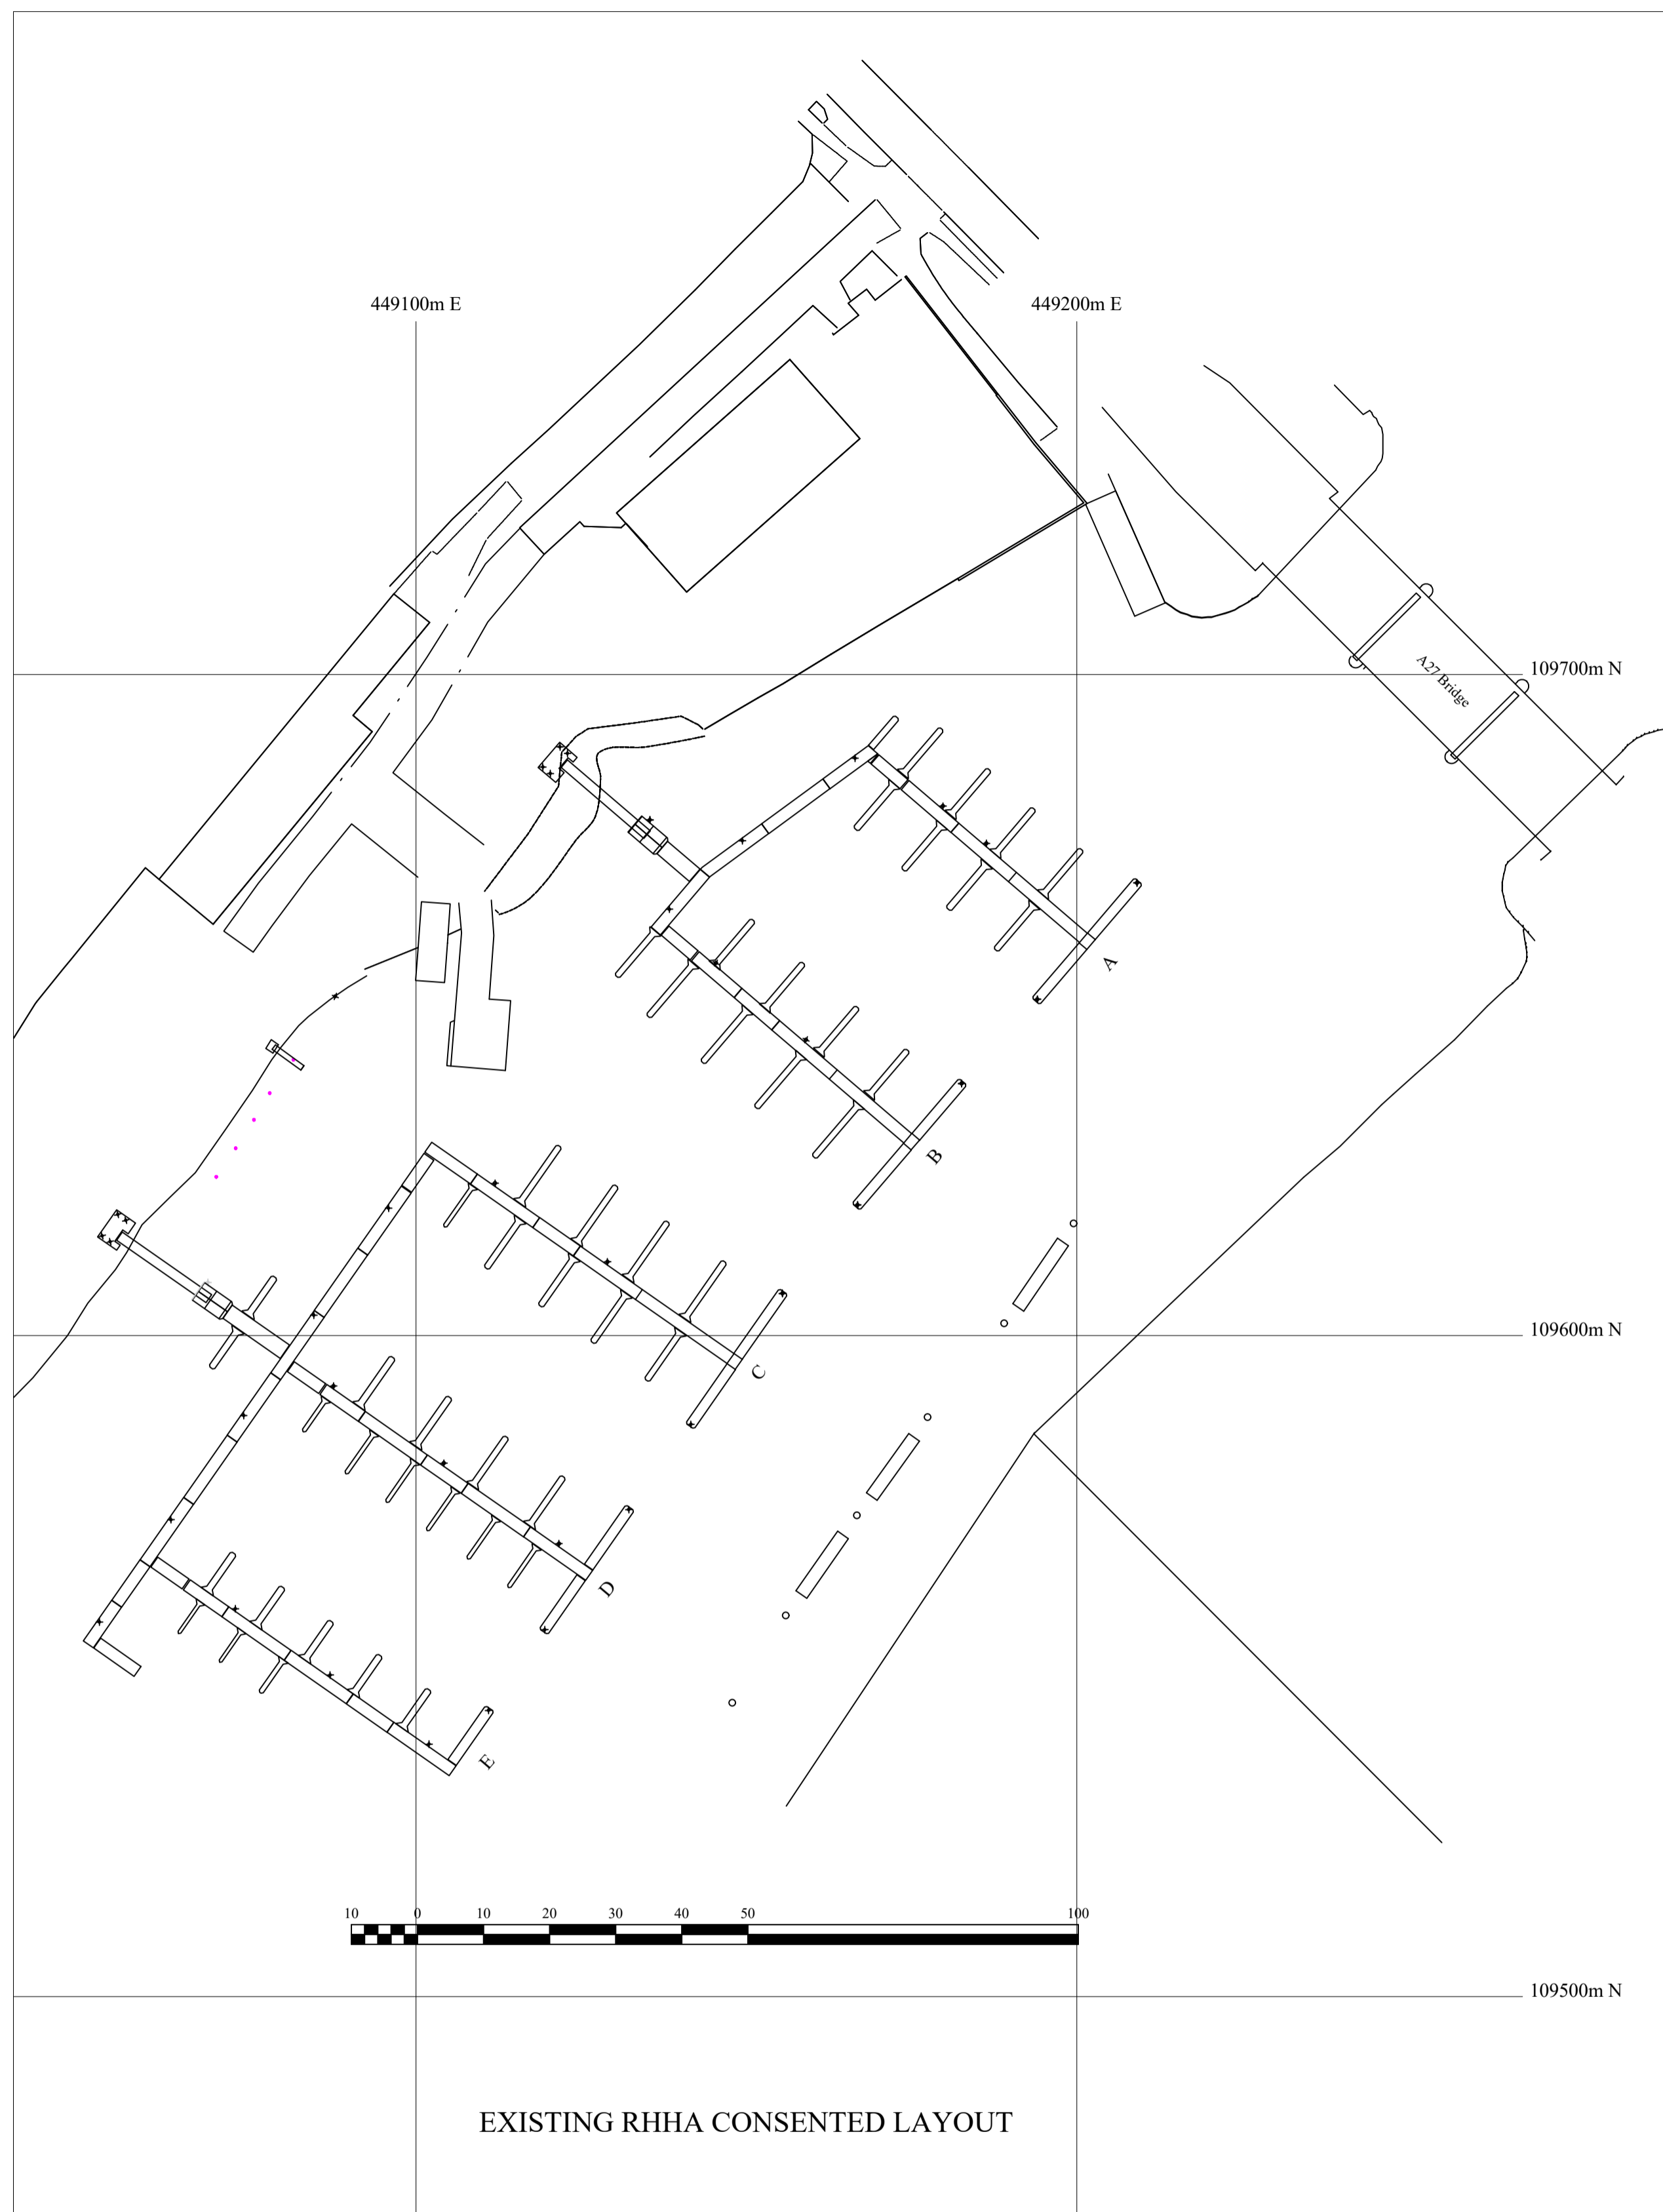 449100m E
449200m E
109700m N
A27 Bridge
A
B
109600m N
C
D
E
10 0 10 20 30 40 50 100
109500m N
EXISTING RHHA CONSENTED LAYOUT